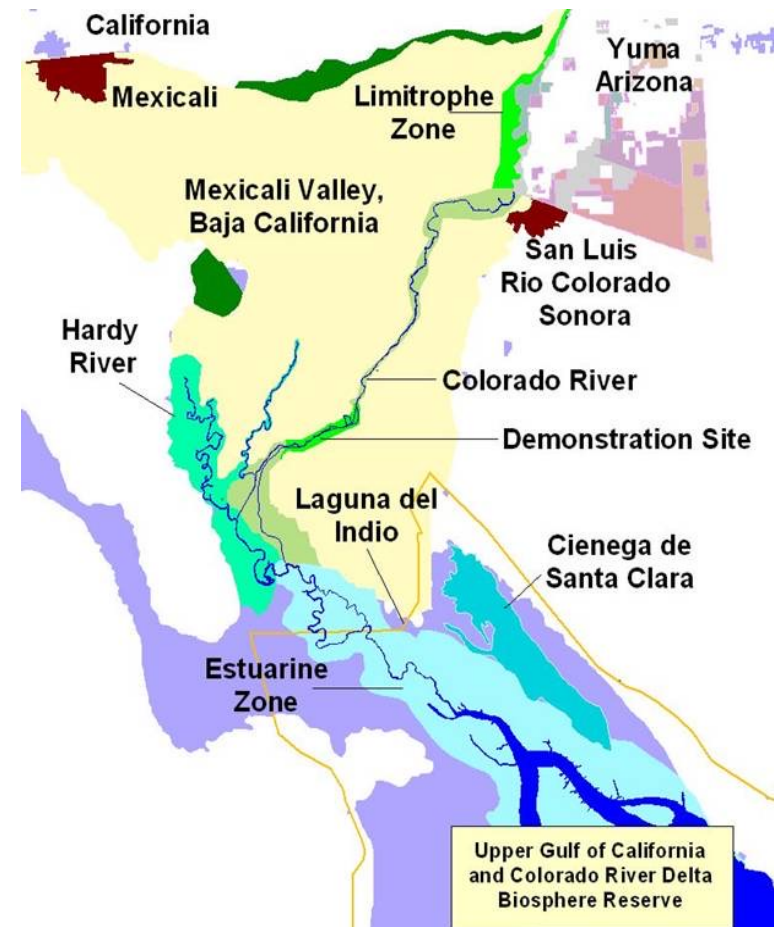 California
Mexicali
Yuma
Arizona
Limitrophe
Zone
Mexicali Valley,
Baja California
San Luis
Rio Colorado
Sonora
Hardy
River
Colorado River
Demonstration Site
Laguna del
Indio
Cienega de
Santa Clara
Estuarine
Zone
Upper Gulf of California
and Colorado River Delta
Biosphere Reserve